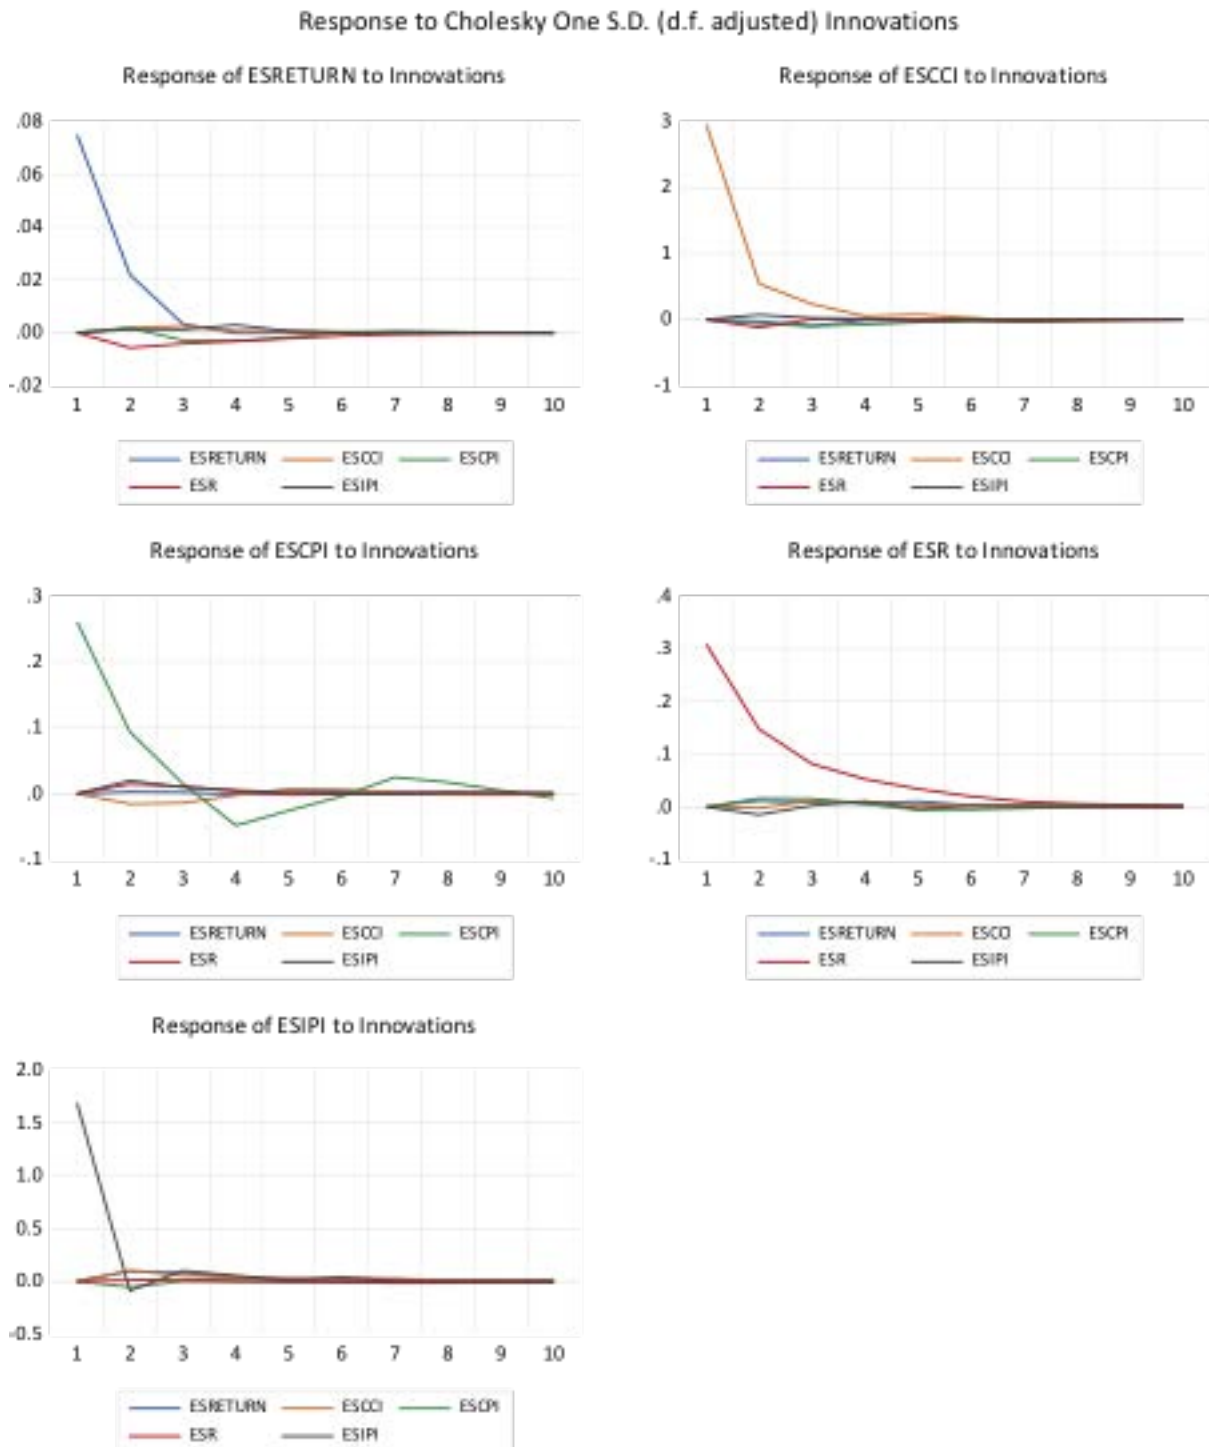 Response to Cholesky One S.D. (d.f. adjusted) Innovations
Response of ESRETURN to Innovations
.08
.06
.04
.02
.00
-.02
1 2 3 4 5 6 7 8 9 10
ESRETURN ESCCI ESCPI
ESR ESIPI
Response of ESCCI to Innovations
3
2
1
0
-1
1 2 3 4 5 6 7 8 9 10
ESRETURN ESCCI ESCPI
ESR ESIPI
Response of ESCPI to Innovations
.3
.2
.1
.0
-.1
1 2 3 4 5 6 7 8 9 10
ESRETURN ESCCI ESCPI
ESR ESIPI
Response of ESR to Innovations
.4
.3
.2
.1
.0
-.1
1 2 3 4 5 6 7 8 9 10
ESRETURN ESCCI ESCPI
ESR ESIPI
Response of ESIPI to Innovations
2.0
1.5
1.0
0.5
0.0
-0.5
1 2 3 4 5 6 7 8 9 10
ESRETURN ESCCI ESCPI
ESR ESIPI